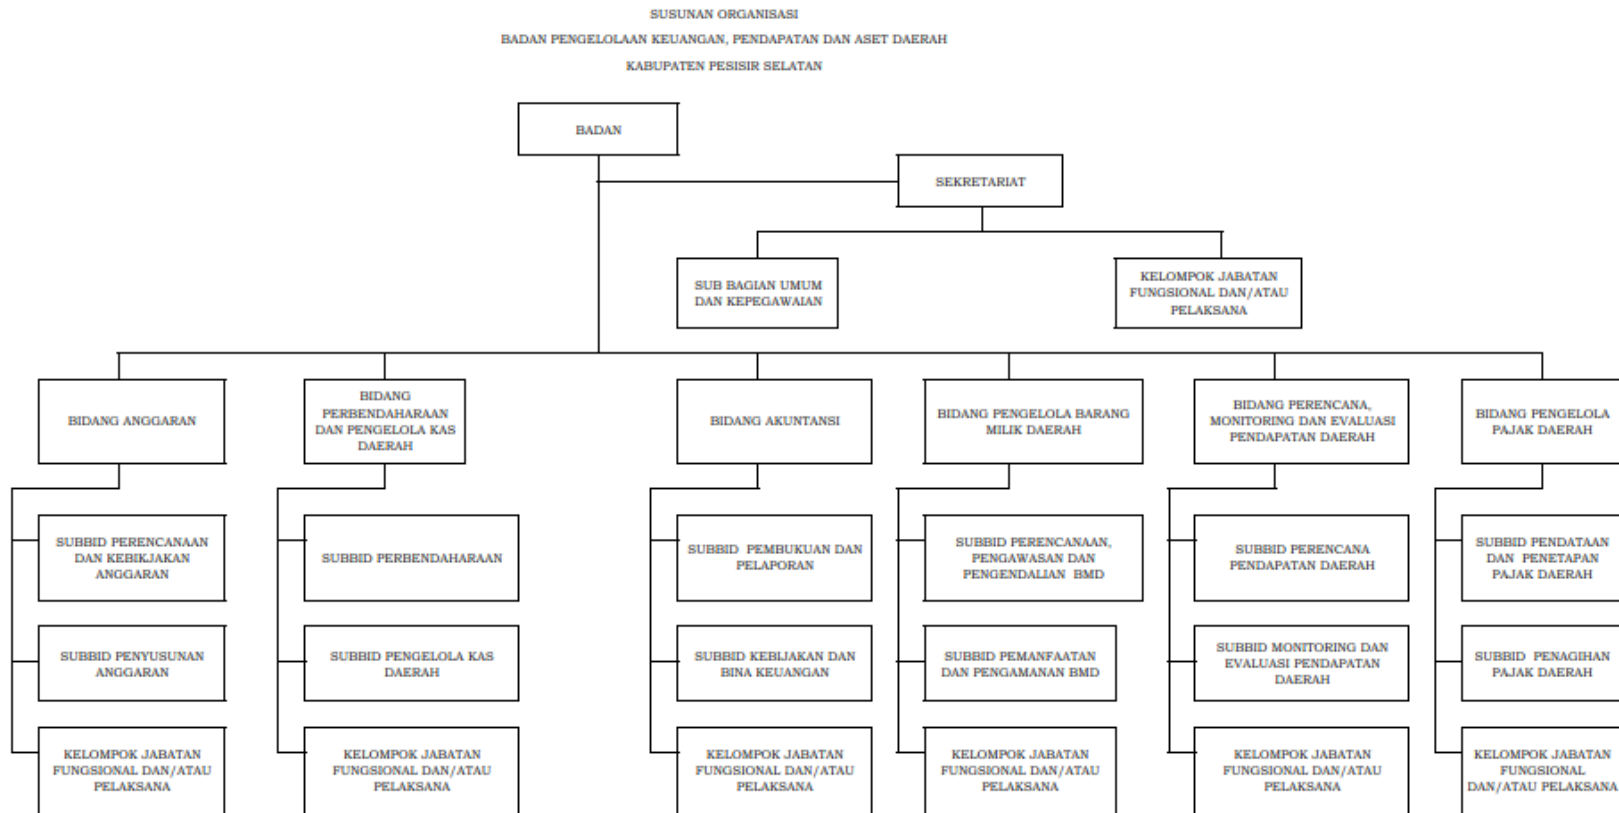 SUSUNAN ORGANISASI
BADAN PENGELOLAAN KEUANGAN, PENDAPATAN DAN ASET DAERAH
KABUPATEN PESISIR SELATAN
BADAN
SEKRETARIAT
SUB BAGIAN UMUM
DAN KEPEGAWAIAN
KELOMPOK JABATAN
FUNGSIONAL DAN/ATAU
PELAKSANA
BIDANG ANGGARAN
BIDANG
PERBENDAHARAAN
DAN PENGELOLA KAS
DAERAH
BIDANG AKUNTANSI
BIDANG PENGELOLA BARANG
MILIK DAERAH
BIDANG PERENCANA,
MONITORING DAN EVALUASI
PENDAPATAN DAERAH
BIDANG PENGELOLA
PAJAK DAERAH
SUBBID PERENCANAAN
DAN KEBIKJAKAN
ANGGARAN
SUBBID PERBENDAHARAAN
SUBBID PEMBUKUAN DAN
PELAPORAN
SUBBID PERENCANAAN,
PENGAWASAN DAN
PENGENDALIAN BMD
SUBBID PERENCANA
PENDAPATAN DAERAH
SUBBID PENDATAAN
DAN PENETAPAN
PAJAK DAERAH
SUBBID PENYUSUNAN
ANGGARAN
SUBBID PENGELOLA KAS
DAERAH
SUBBID KEBIJAKAN DAN
BINA KEUANGAN
SUBBID PEMANFAATAN
DAN PENGAMANAN BMD
SUBBID MONITORING DAN
EVALUASI PENDAPATAN
DAERAH
SUBBID PENAGIHAN
PAJAK DAERAH
KELOMPOK JABATAN
FUNGSIONAL DAN/ATAU
PELAKSANA
KELOMPOK JABATAN
FUNGSIONAL DAN/ATAU
PELAKSANA
KELOMPOK JABATAN
FUNGSIONAL DAN/ATAU
PELAKSANA
KELOMPOK JABATAN
FUNGSIONAL DAN/ATAU
PELAKSANA
KELOMPOK JABATAN
FUNGSIONAL DAN/ATAU
PELAKSANA
KELOMPOK JABATAN
FUNGSIONAL
DAN/ATAU PELAKSANA